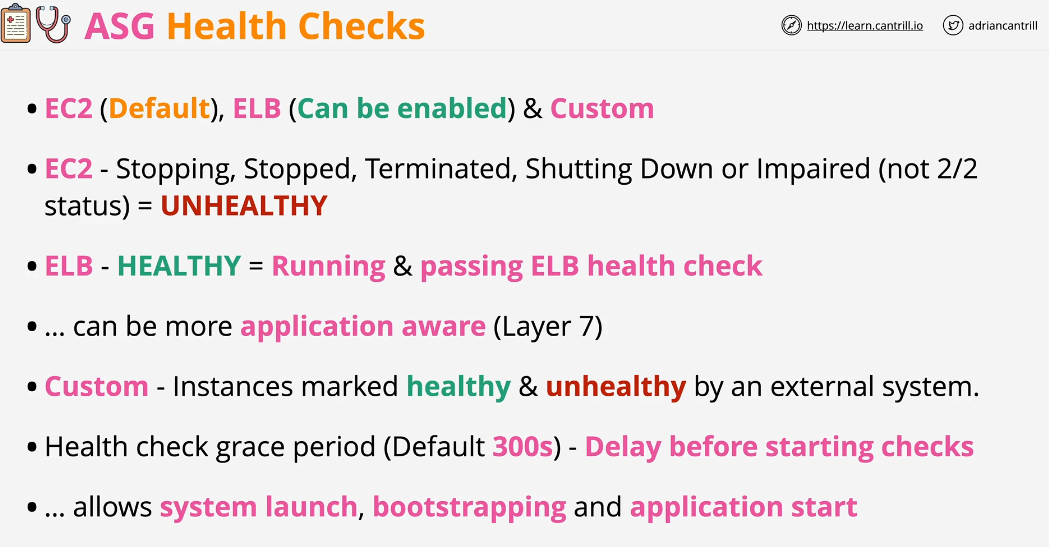 ASG Health Checks
https://learn.cantrill.io
adriancantrill
• EC2 (Default), ELB (Can be enabled) & Custom
• EC2 - Stopping, Stopped, Terminated, Shutting Down or Impaired (not 2/2
status) = UNHEALTHY
• ELB - HEALTHY = Running & passing ELB health check
• ... can be more application aware (Layer 7)
• Custom - Instances marked healthy & unhealthy by an external system.
• Health check grace period (Default 300s) - Delay before starting checks
• ... allows system launch, bootstrapping and application start